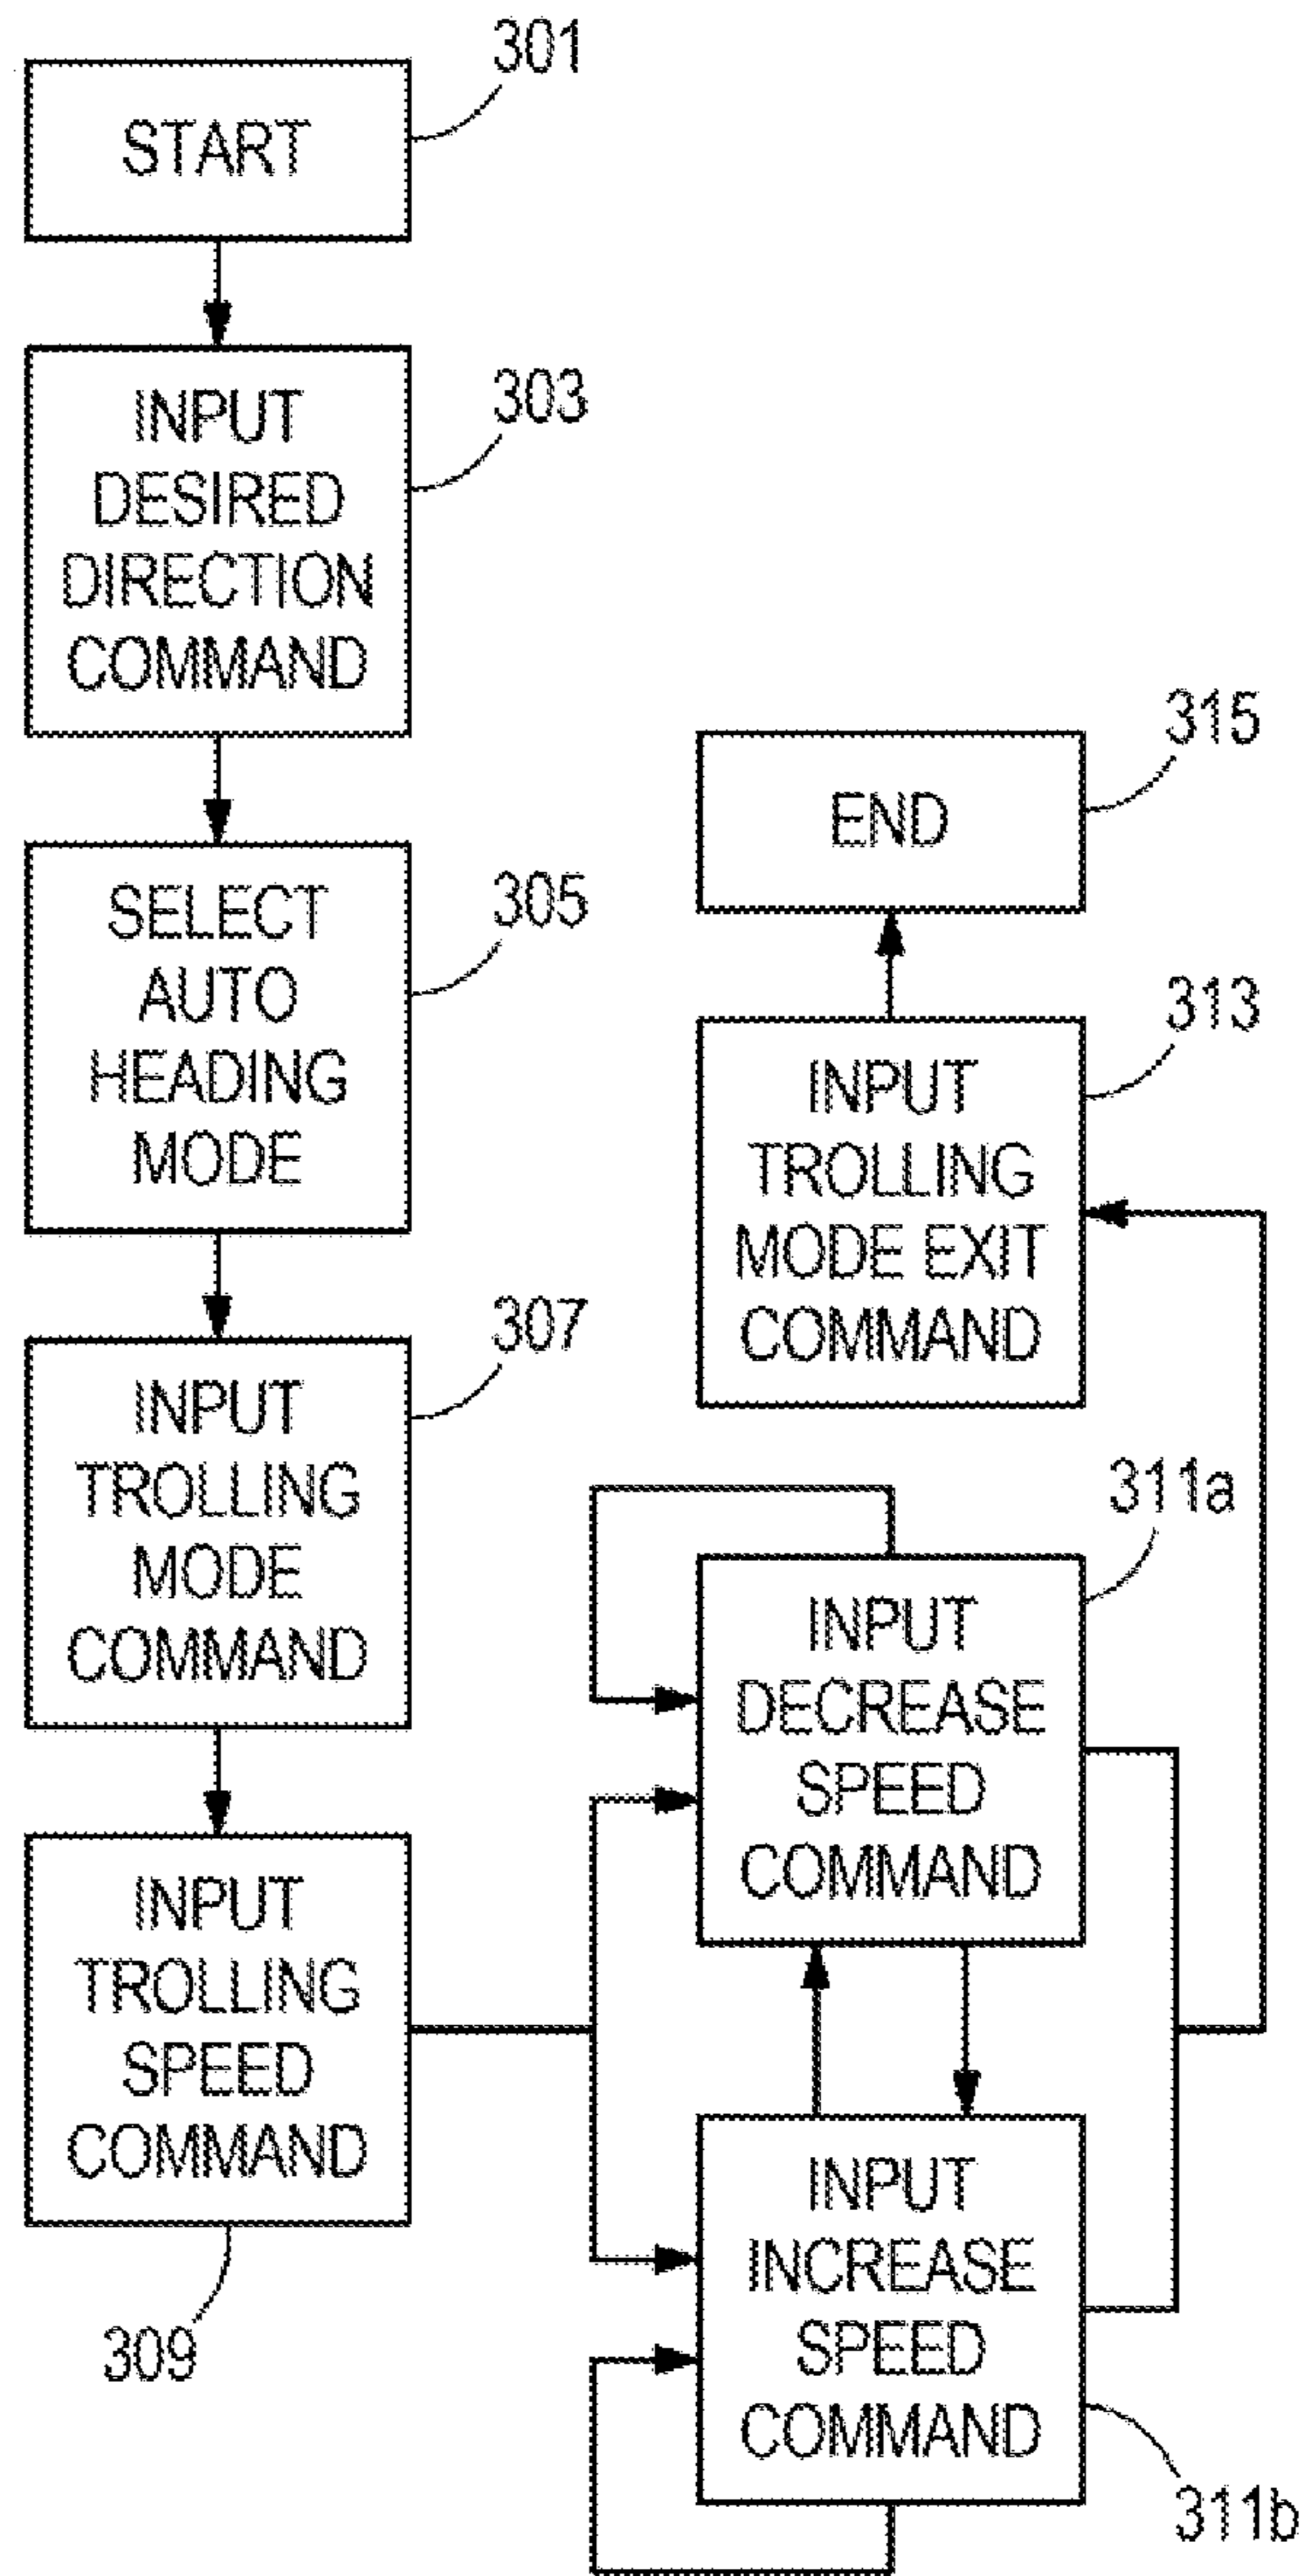 301
START
303
INPUT
DESIRED
DIRECTION
COMMAND
305
SELECT
AUTO
HEADING
MODE
307
INPUT
TROLLING
MODE
COMMAND
INPUT
TROLLING
SPEED
COMMAND
309
315
END
313
INPUT
TROLLING
MODE EXIT
COMMAND
311a
INPUT
DECREASE
SPEED
COMMAND
INPUT
INCREASE
SPEED
COMMAND
311b